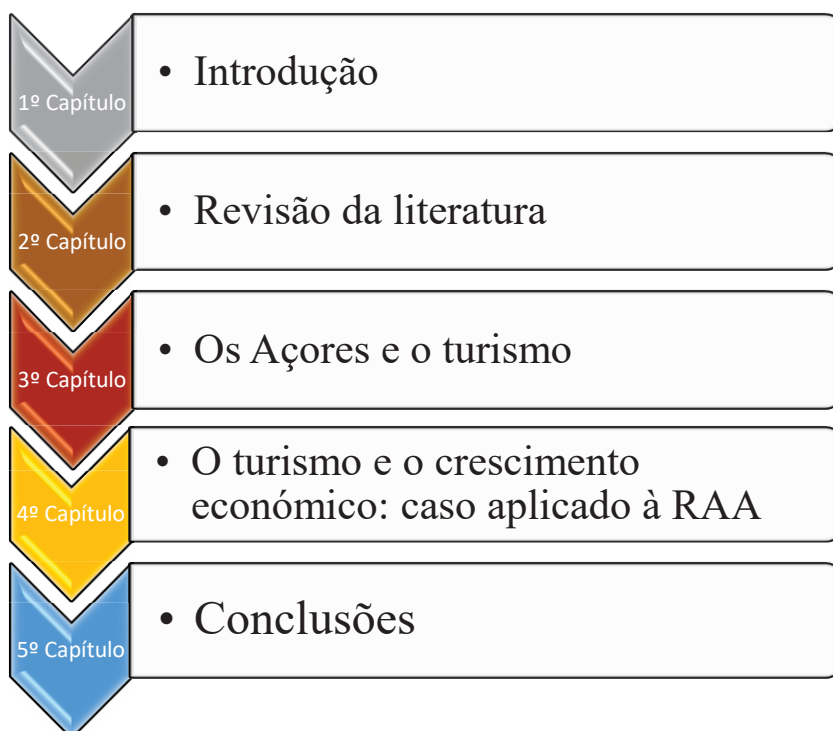 1º Capítulo
• Introdução
2º Capítulo
• Revisão da literatura
3º Capítulo
• Os Açores e o turismo
4º Capítulo
• O turismo e o crescimento
económico: caso aplicado à RAA
5º Capítulo
• Conclusões